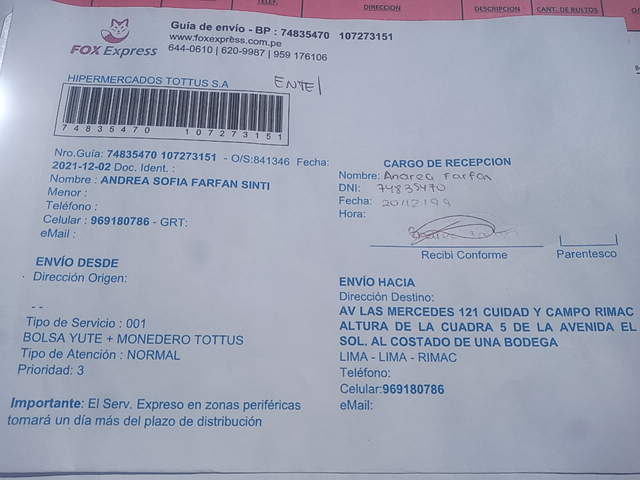 TELF.
DIRECCIÓN
DESCRIPCION
CANT. DE BULTOS
FOX Express
Guía de envío - BP : 74835470 107273151
www.foxexpress.com.pe
644-0610 | 620-9987 | 959 176106
HIPERMERCADOS TOTTUS S.A
ENTEL
74835470 107273151
Nro.Guía: 74835470 107273151 - O/S:841346 Fecha:
2021-12-02 Doc. Ident. :
Nombre : ANDREA SOFIA FARFAN SINTI
Menor :
Teléfono :
Celular : 969180786 - GRT:
eMail :
CARGO DE RECEPCION
Nombre: Andrea Farfan
DNI: 74835470
Fecha: 20/12/99
Hora:
Recibi Conforme
Parentesco
ENVÍO DESDE
Dirección Origen:
- -
Tipo de Servicio : 001
BOLSA YUTE + MONEDERO TOTTUS
Tipo de Atención : NORMAL
Prioridad: 3
Importante: El Serv. Expreso en zonas periféricas
tomará un día más del plazo de distribución
ENVÍO HACIA
Dirección Destino:
AV LAS MERCEDES 121 CUIDAD Y CAMPO RIMAC
ALTURA DE LA CUADRA 5 DE LA AVENIDA EL
SOL. AL COSTADO DE UNA BODEGA
LIMA - LIMA - RIMAC
Teléfono:
Celular:969180786
eMail: